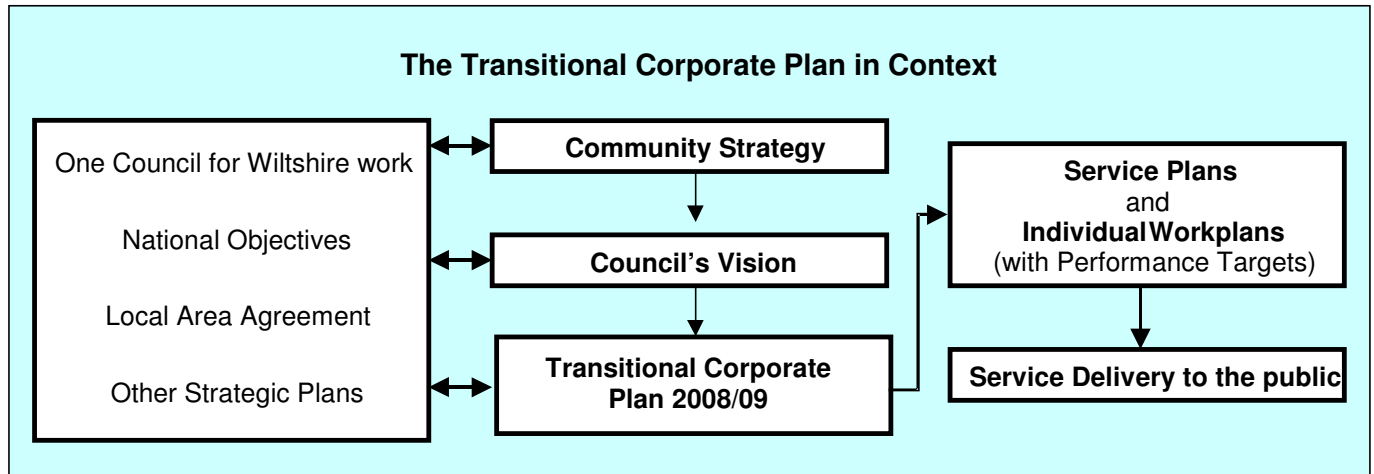 The Transitional Corporate Plan in Context
One Council for Wiltshire work
National Objectives
Local Area Agreement
Other Strategic Plans
Community Strategy
Council's Vision
Transitional Corporate
Plan 2008/09
Service Plans
and
Individual Workplans
(with Performance Targets)
Service Delivery to the public